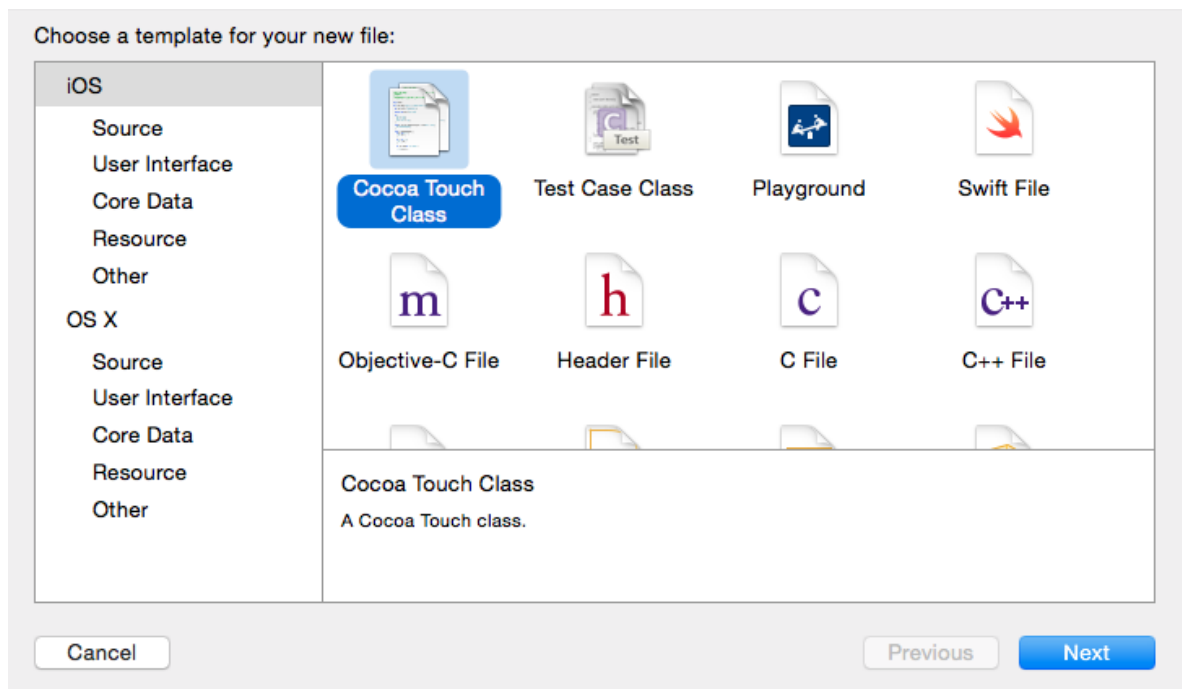 Choose a template for your new file:
iOS
Source
User Interface
Core Data
Resource
Other
OS X
Source
User Interface
Core Data
Resource
Other
Cocoa Touch
Class
C
Test
Test Case Class
Playground
Swift File
m
Objective-C File
h
Header File
c
C File
C++
C++ File
Cocoa Touch Class
A Cocoa Touch class.
Cancel
Previous
Next